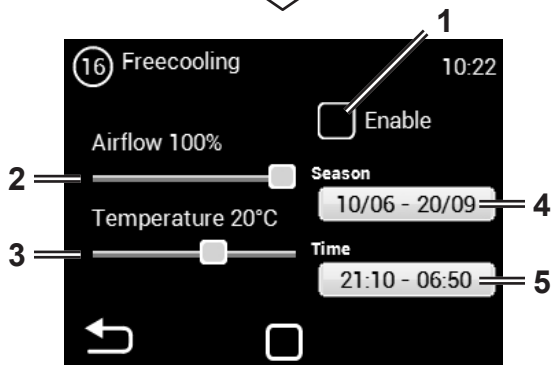 1
16 Freecooling 10:22
Enable
Airflow 100%
2
Season
10/06 - 20/09 4
Temperature 20°C
3
Time
21:10 - 06:50 5